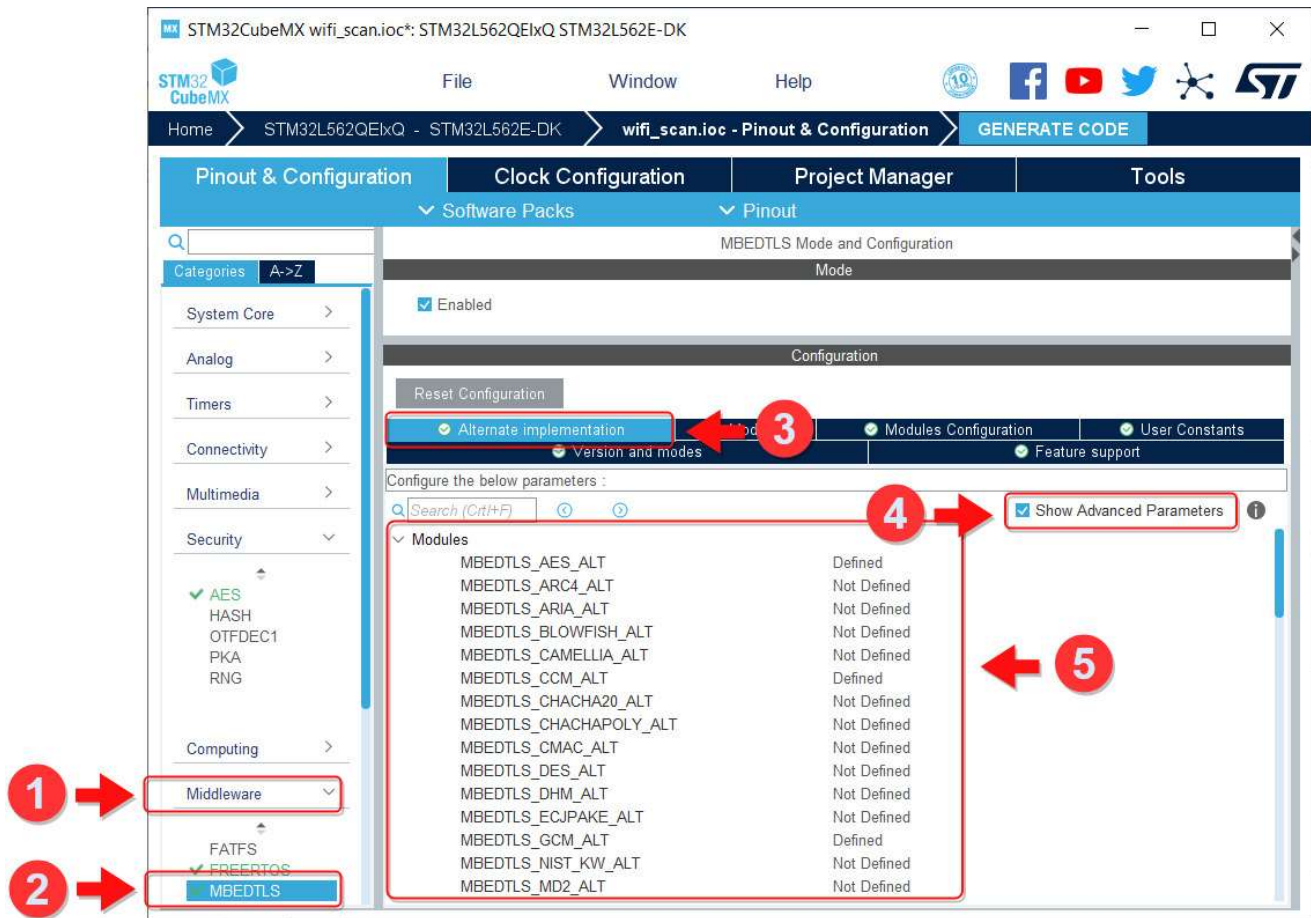 MX STM32CubeMX wifi_scan.ioc*: STM32L562QEIxQ STM32L562E-DK
STM32 CubeMX File Window Help 10
Home STM32L562QEIxQ - STM32L562E-DK wifi_scan.ioc - Pinout & Configuration GENERATE CODE
Pinout & Configuration Clock Configuration Project Manager Tools
Software Packs Pinout
MBEDTLS Mode and Configuration
Categories A->Z
Mode
System Core
Enabled
Analog
Configuration
Reset Configuration
Timers
Alternate implementation 3 Modules Configuration User Constants
Connectivity
Version and modes Feature support
Configure the below parameters :
Multimedia
Search (Crtl+F) 4 Show Advanced Parameters
Security
Modules
MBEDTLS_AES_ALT Defined
MBEDTLS_ARC4_ALT Not Defined
AES
MBEDTLS_ARIA_ALT Not Defined
HASH
MBEDTLS_BLOWFISH_ALT Not Defined
OTFDEC1
MBEDTLS_CAMELLIA_ALT Not Defined
PKA
5
MBEDTLS_CCM_ALT Defined
RNG
MBEDTLS_CHACHA20_ALT Not Defined
MBEDTLS_CHACHAPOLY_ALT Not Defined
Computing
MBEDTLS_CMAC_ALT Not Defined
MBEDTLS_DES_ALT Not Defined
1 Middleware
MBEDTLS_DHM_ALT Not Defined
MBEDTLS_ECJPAKE_ALT Not Defined
MBEDTLS_GCM_ALT Defined
FATFS
MBEDTLS_NIST_KW_ALT Not Defined
FREERTOS
2 MBEDTLS
MBEDTLS_MD2_ALT Not Defined